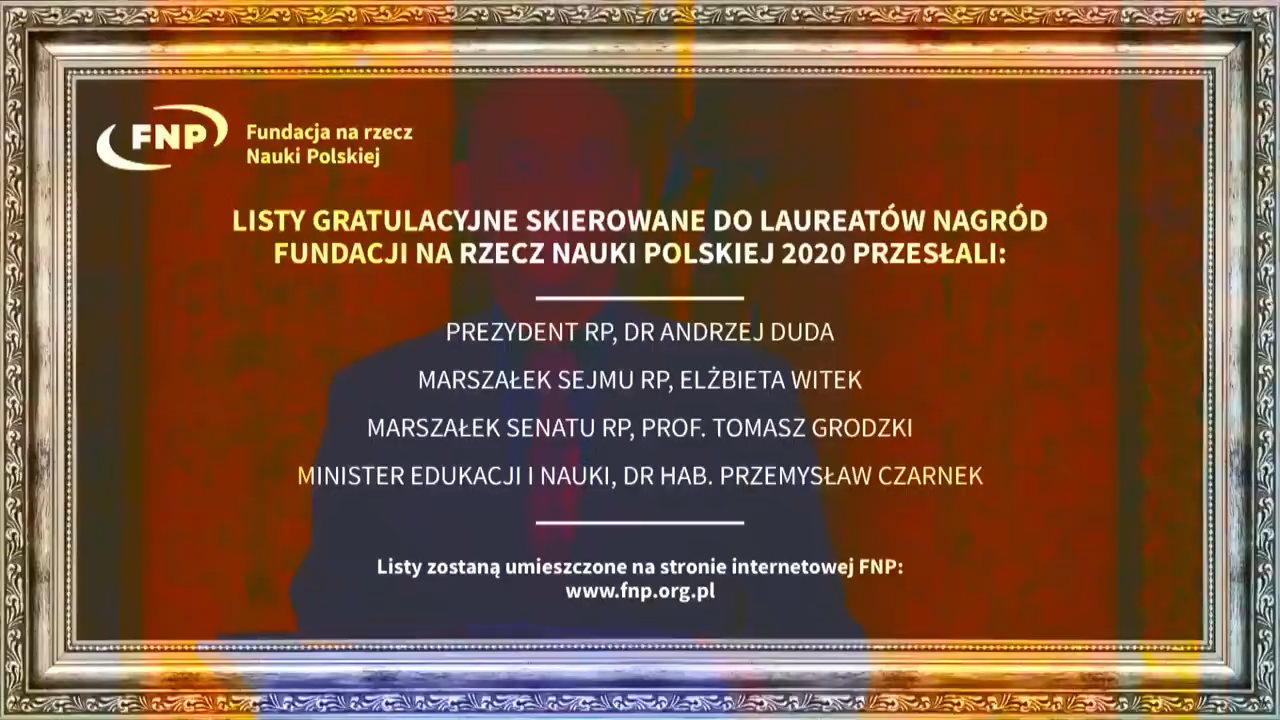 FNP
Fundacja na rzecz
Nauki Polskiej
LISTY GRATULACYJNE SKIEROWANE DO LAUREATÓW NAGRÓD
FUNDACJI NA RZECZ NAUKI POLSKIEJ 2020 PRZESŁALI:
PREZYDENT RP, DR ANDRZEJ DUDA
MARSZAŁEK SEJMU RP, ELŻBIETA WITEK
MARSZAŁEK SENATU RP, PROF. TOMASZ GRODZKI
MINISTER EDUKACJI I NAUKI, DR HAB. PRZEMYSŁAW CZARNEK
Listy zostaną umieszczone na stronie internetowej FNP:
www.fnp.org.pl